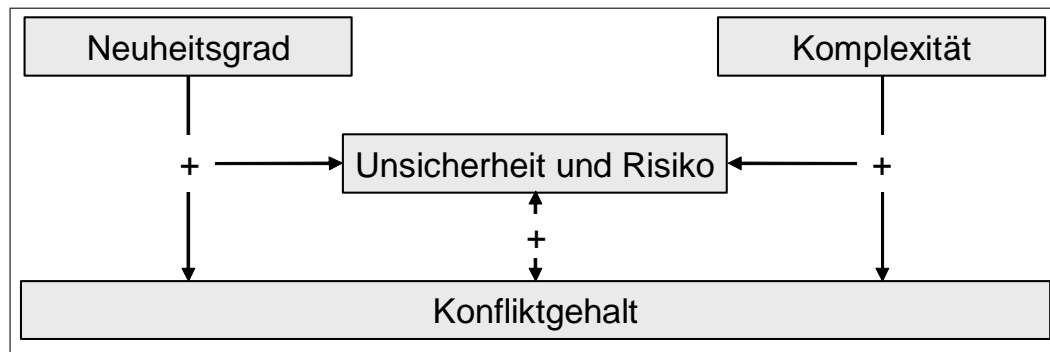 Neuheitsgrad
Komplexität
+
Unsicherheit und Risiko
+
+
Konfliktgehalt